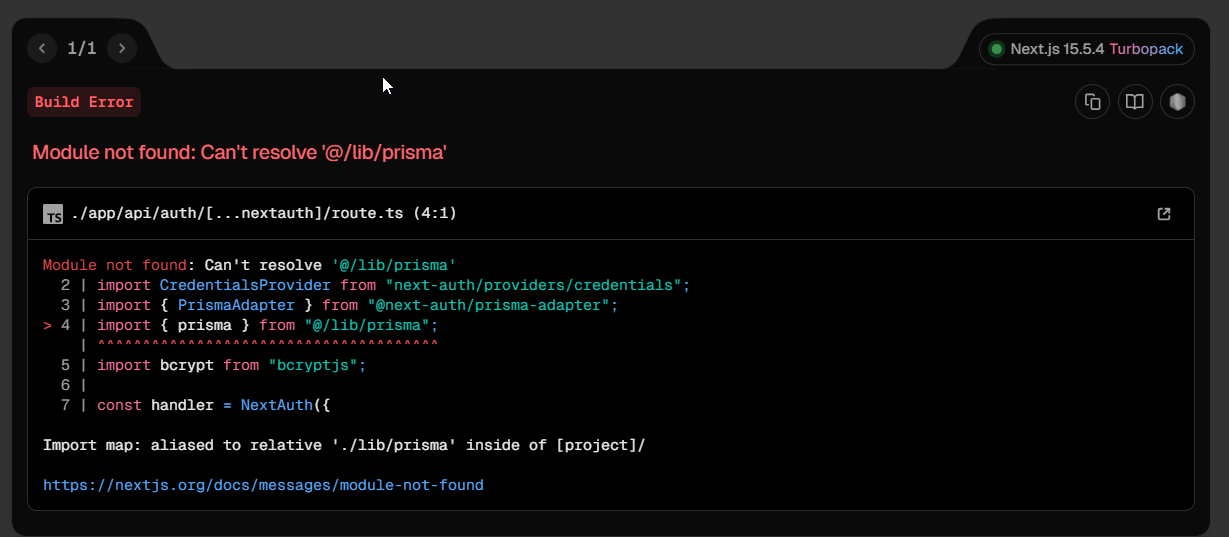 1/1
Next.js 15.5.4 Turbopack
Build Error
Module not found: Can't resolve '@/lib/prisma'
TS ./app/api/auth/[...nextauth]/route.ts (4:1)
Module not found: Can't resolve '@/lib/prisma'
  2 | import CredentialsProvider from "next-auth/providers/credentials";
  3 | import { PrismaAdapter } from "@next-auth/prisma-adapter";
> 4 | import { prisma } from "@/lib/prisma";
    | ^^^^^^^^^^^^^^^^^^^^^^^^^^^^^^^^^^^^^^
  5 | import bcrypt from "bcryptjs";
  6 |
  7 | const handler = NextAuth({
Import map: aliased to relative './lib/prisma' inside of [project]/
https://nextjs.org/docs/messages/module-not-found